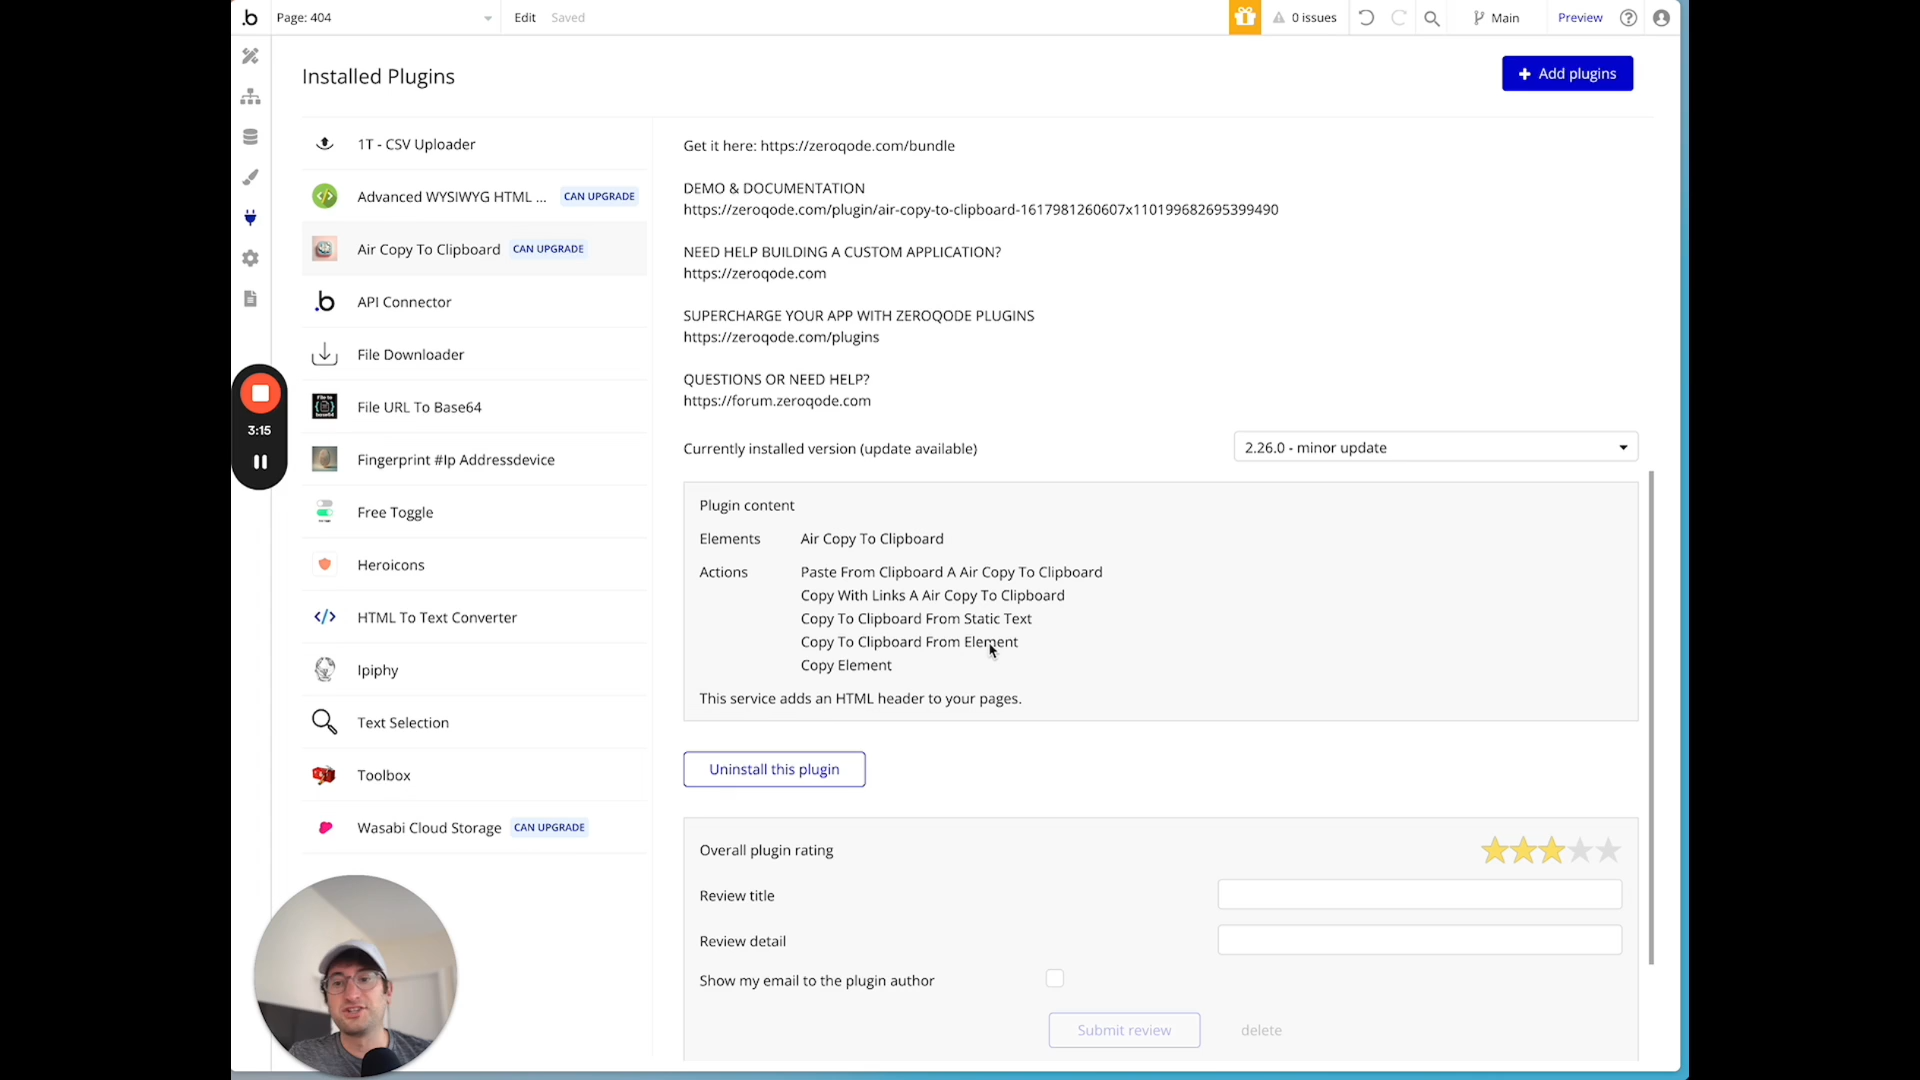 .b
Page: 404
Edit
Saved
0 issues
Main
Preview
?
Installed Plugins
+ Add plugins
1T - CSV Uploader
Advanced WYSIWYG HTML ...
CAN UPGRADE
Air Copy To Clipboard
CAN UPGRADE
.b
API Connector
File Downloader
File URL To Base64
Fingerprint #Ip Addressdevice
Free Toggle
Heroicons
HTML To Text Converter
Ipiphy
Text Selection
Toolbox
Wasabi Cloud Storage
CAN UPGRADE
3:15
Get it here: https://zeroqode.com/bundle
DEMO & DOCUMENTATION
https://zeroqode.com/plugin/air-copy-to-clipboard-1617981260607x110199682695399490
NEED HELP BUILDING A CUSTOM APPLICATION?
https://zeroqode.com
SUPERCHARGE YOUR APP WITH ZEROQODE PLUGINS
https://zeroqode.com/plugins
QUESTIONS OR NEED HELP?
https://forum.zeroqode.com
Currently installed version (update available)
2.26.0 - minor update
Plugin content
Elements
Air Copy To Clipboard
Actions
Paste From Clipboard A Air Copy To Clipboard
Copy With Links A Air Copy To Clipboard
Copy To Clipboard From Static Text
Copy To Clipboard From Element
Copy Element
This service adds an HTML header to your pages.
Uninstall this plugin
Overall plugin rating
Review title
Review detail
Show my email to the plugin author
Submit review
delete